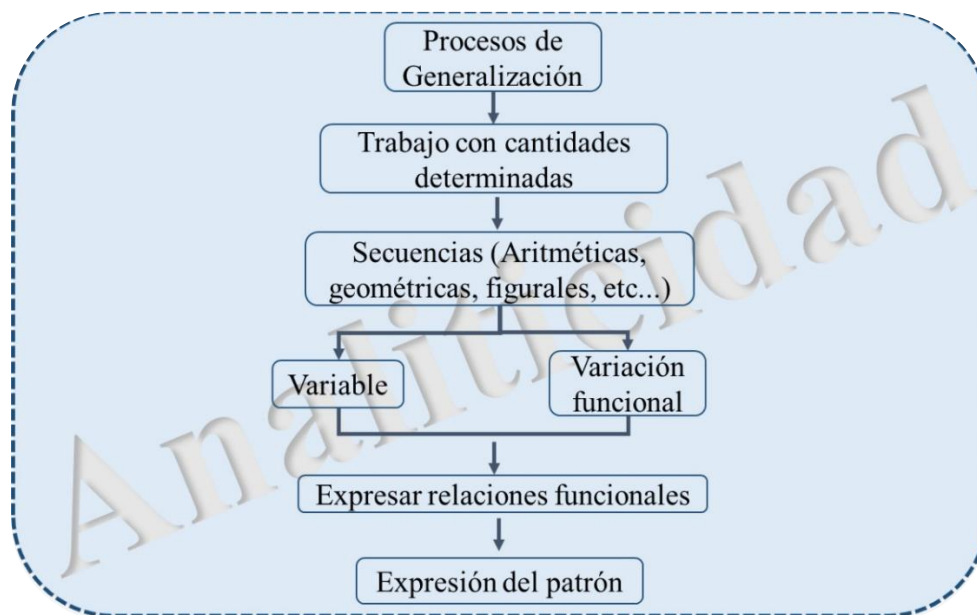 Procesos de
Generalización
Trabajo con cantidades
determinadas
Secuencias (Aritméticas,
geométricas, figurales, etc...)
Variable
Variación
funcional
Expresar relaciones funcionales
Expresión del patrón
Analiticidad